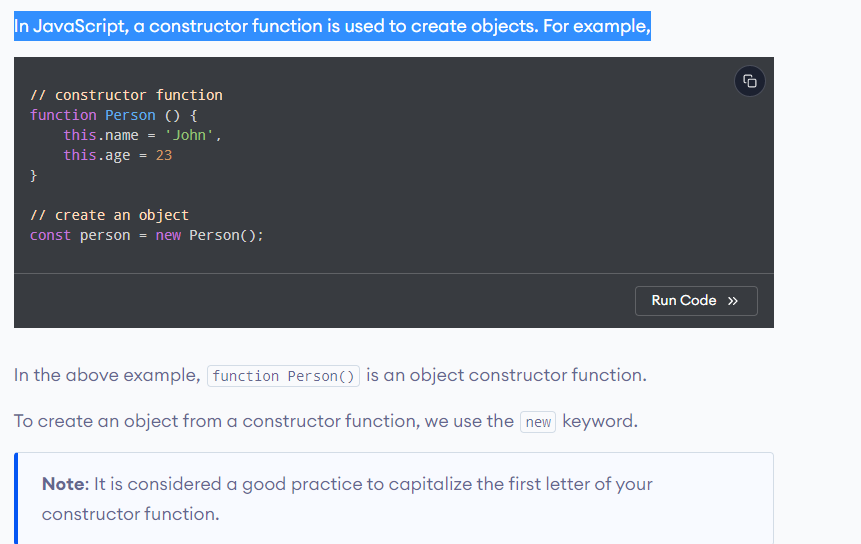 In JavaScript, a constructor function is used to create objects. For example,
// constructor function
function Person () {
    this.name = 'John',
    this.age = 23
}
// create an object
const person = new Person();
Run Code »
In the above example, function Person() is an object constructor function.
To create an object from a constructor function, we use the new keyword.
Note: It is considered a good practice to capitalize the first letter of your
constructor function.